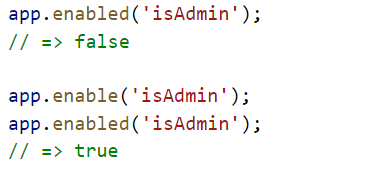 app.enabled('isAdmin');
// => false
app.enable('isAdmin');
app.enabled('isAdmin');
// => true